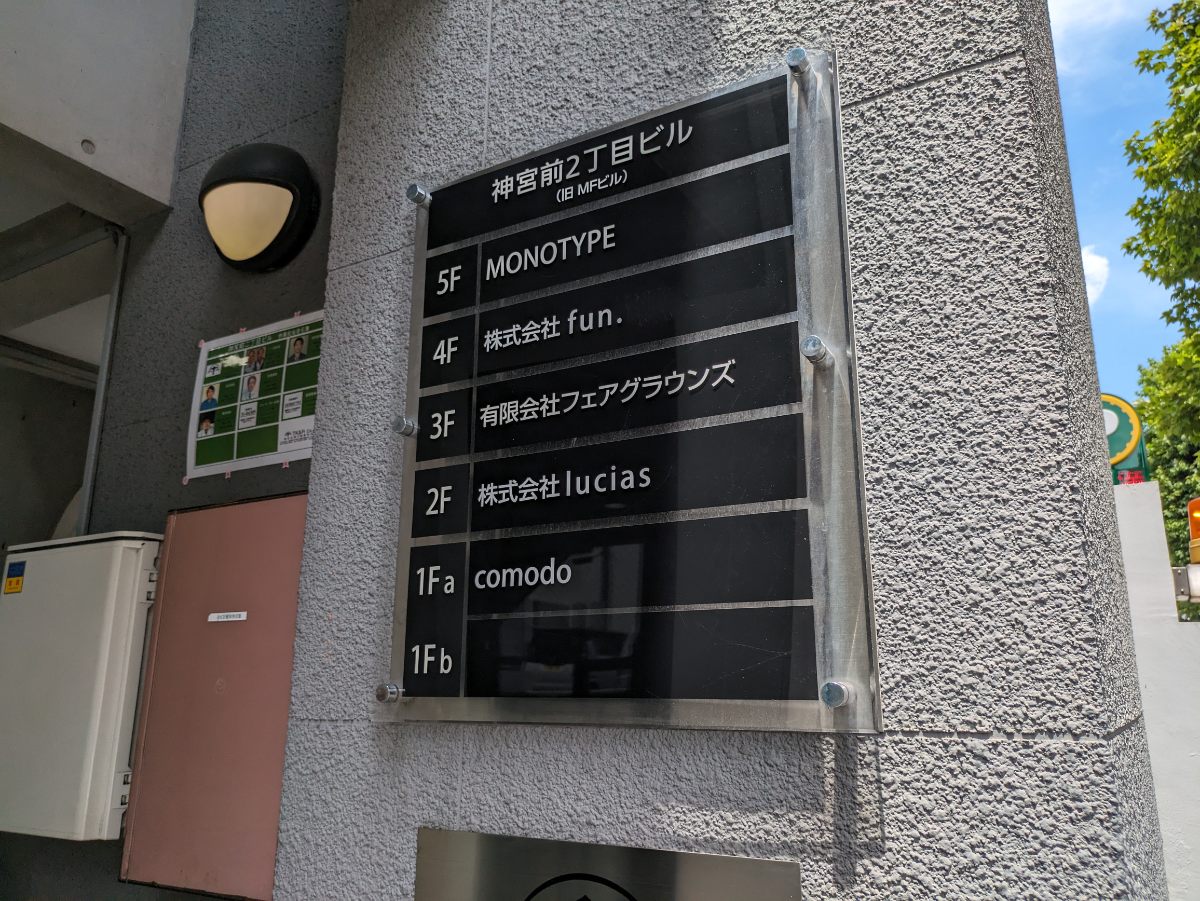 神宮前2丁目ビル
(旧 MFビル)
5F MONOTYPE
4F 株式会社 fun.
3F 有限会社フェアグラウンズ
2F 株式会社 lucias
1F a comodo
1F b